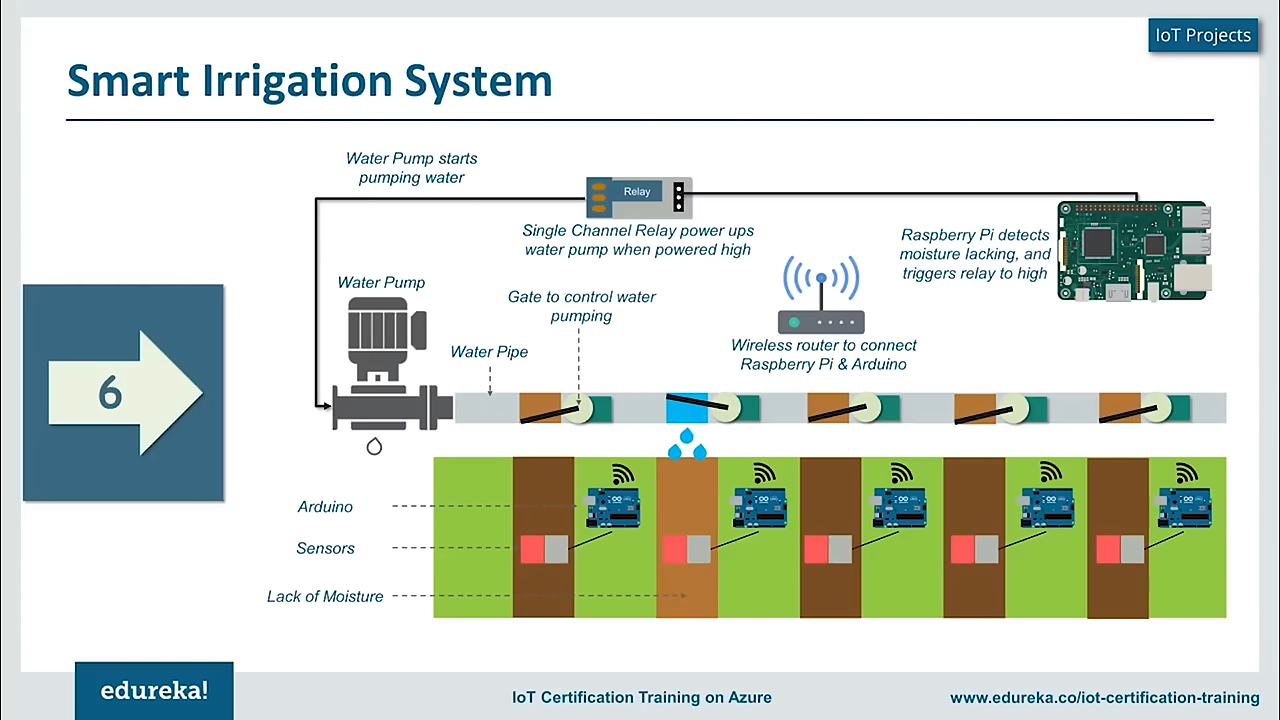 IoT Projects
Smart Irrigation System
Water Pump starts
pumping water
Relay
Single Channel Relay power ups
water pump when powered high
Raspberry Pi detects
moisture lacking, and
triggers relay to high
Water Pump
Gate to control water
pumping
Water Pipe
Wireless router to connect
Raspberry Pi & Arduino
6
Arduino
Sensors
Lack of Moisture
edureka!
IoT Certification Training on Azure
www.edureka.co/iot-certification-training